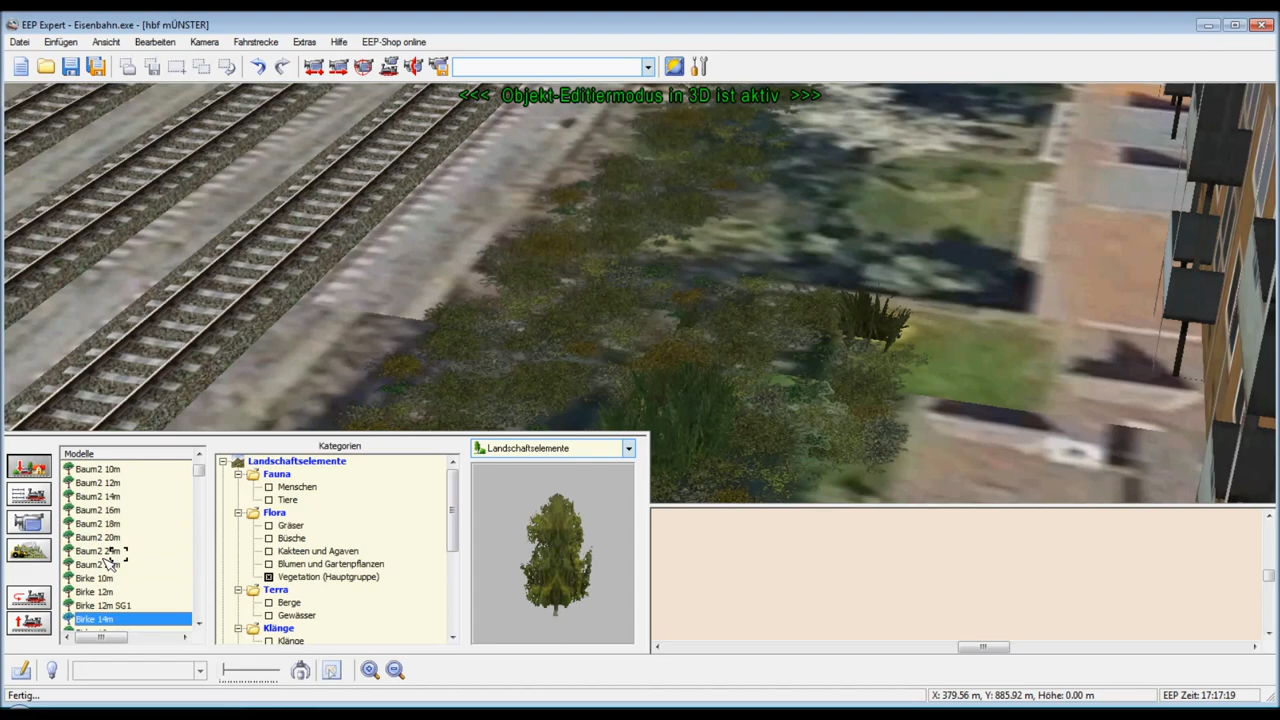 EEP Expert - Eisenbahn.exe - [hbf mÜNSTER]
Datei Einfügen Ansicht Bearbeiten Kamera Fahrstrecke Extras Hilfe EEP-Shop online
<<< Objekt-Editiermodus in 3D ist aktiv >>>
Modelle
Baum2 10m
Baum2 12m
Baum2 14m
Baum2 16m
Baum2 18m
Baum2 20m
Baum2
Baum2
Birke 10m
Birke 12m
Birke 12m SG1
Birke 14m
Kategorien
Landschaftselemente
Fauna
Menschen
Tiere
Flora
Gräser
Büsche
Kakteen und Agaven
Blumen und Gartenpflanzen
Vegetation (Hauptgruppe)
Terra
Berge
Gewässer
Klänge
Klänge
Landschaftselemente
Fertig...
X: 379.56 m, Y: 885.92 m, Höhe: 0.00 m
EEP Zeit: 17:17:19